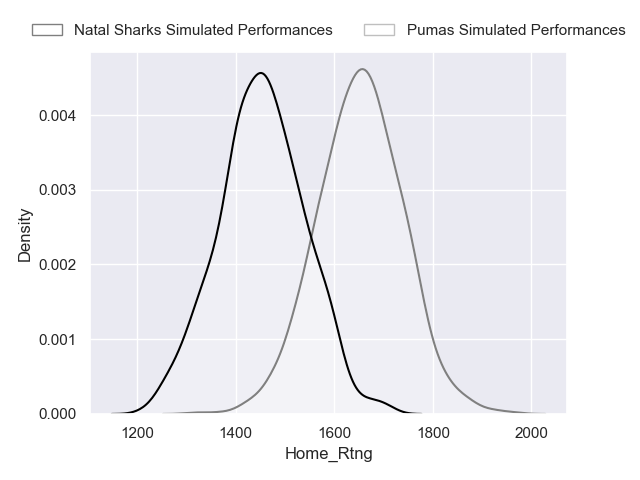 Natal Sharks Simulated Performances Pumas Simulated Performances
0.004
0.003
0.002
0.001
0.000
Density
1200 1400 1600 1800 2000
Home_Rtng